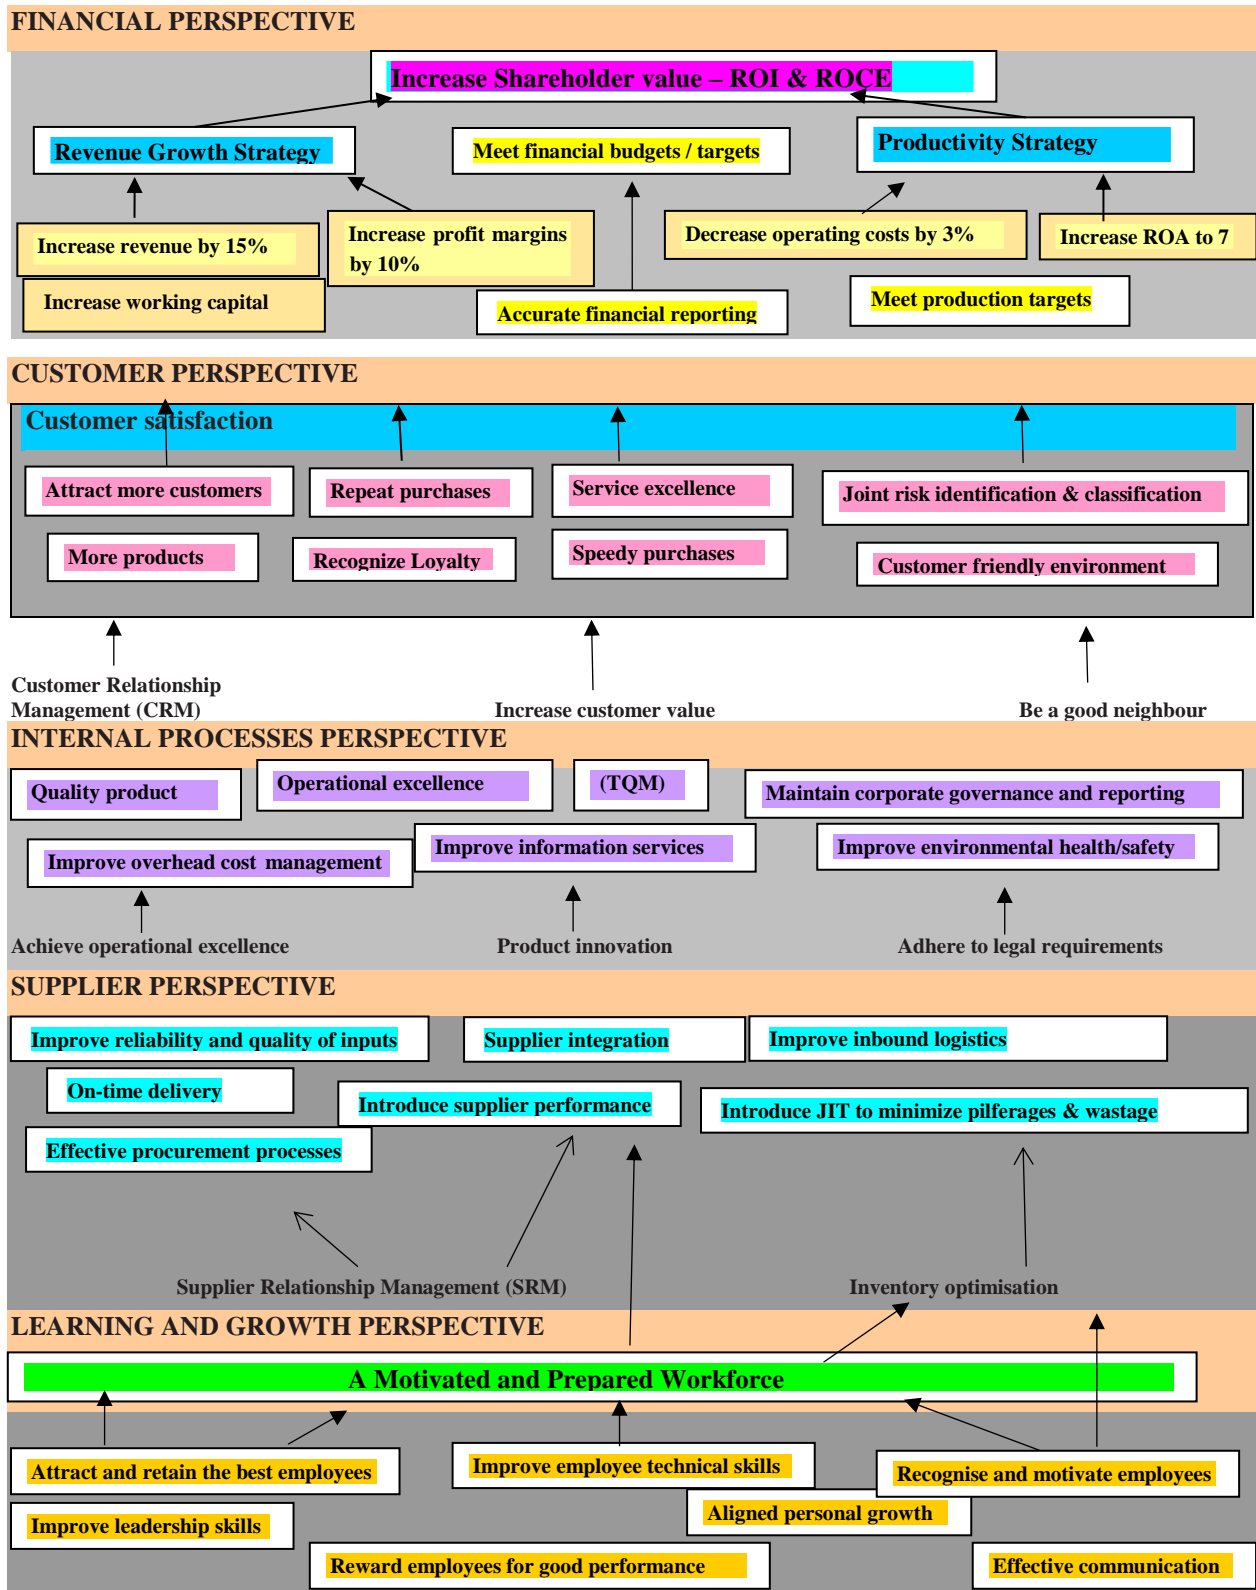 FINANCIAL PERSPECTIVE
Increase Shareholder value – ROI & ROCE
Revenue Growth Strategy
Meet financial budgets / targets
Productivity Strategy
Increase revenue by 15%
Increase profit margins
by 10%
Decrease operating costs by 3%
Increase ROA to 7
Increase working capital
Accurate financial reporting
Meet production targets
CUSTOMER PERSPECTIVE
Customer satisfaction
Attract more customers
Repeat purchases
Service excellence
Joint risk identification & classification
More products
Recognize Loyalty
Speedy purchases
Customer friendly environment
Customer Relationship
Management (CRM)
Increase customer value
Be a good neighbour
INTERNAL PROCESSES PERSPECTIVE
Quality product
Operational excellence
(TQM)
Maintain corporate governance and reporting
Improve overhead cost management
Improve information services
Improve environmental health/safety
Achieve operational excellence
Product innovation
Adhere to legal requirements
SUPPLIER PERSPECTIVE
Improve reliability and quality of inputs
Supplier integration
Improve inbound logistics
On-time delivery
Introduce supplier performance
Introduce JIT to minimize pilferages & wastage
Effective procurement processes
Supplier Relationship Management (SRM)
Inventory optimisation
LEARNING AND GROWTH PERSPECTIVE
A Motivated and Prepared Workforce
Attract and retain the best employees
Improve employee technical skills
Recognise and motivate employees
Improve leadership skills
Aligned personal growth
Reward employees for good performance
Effective communication